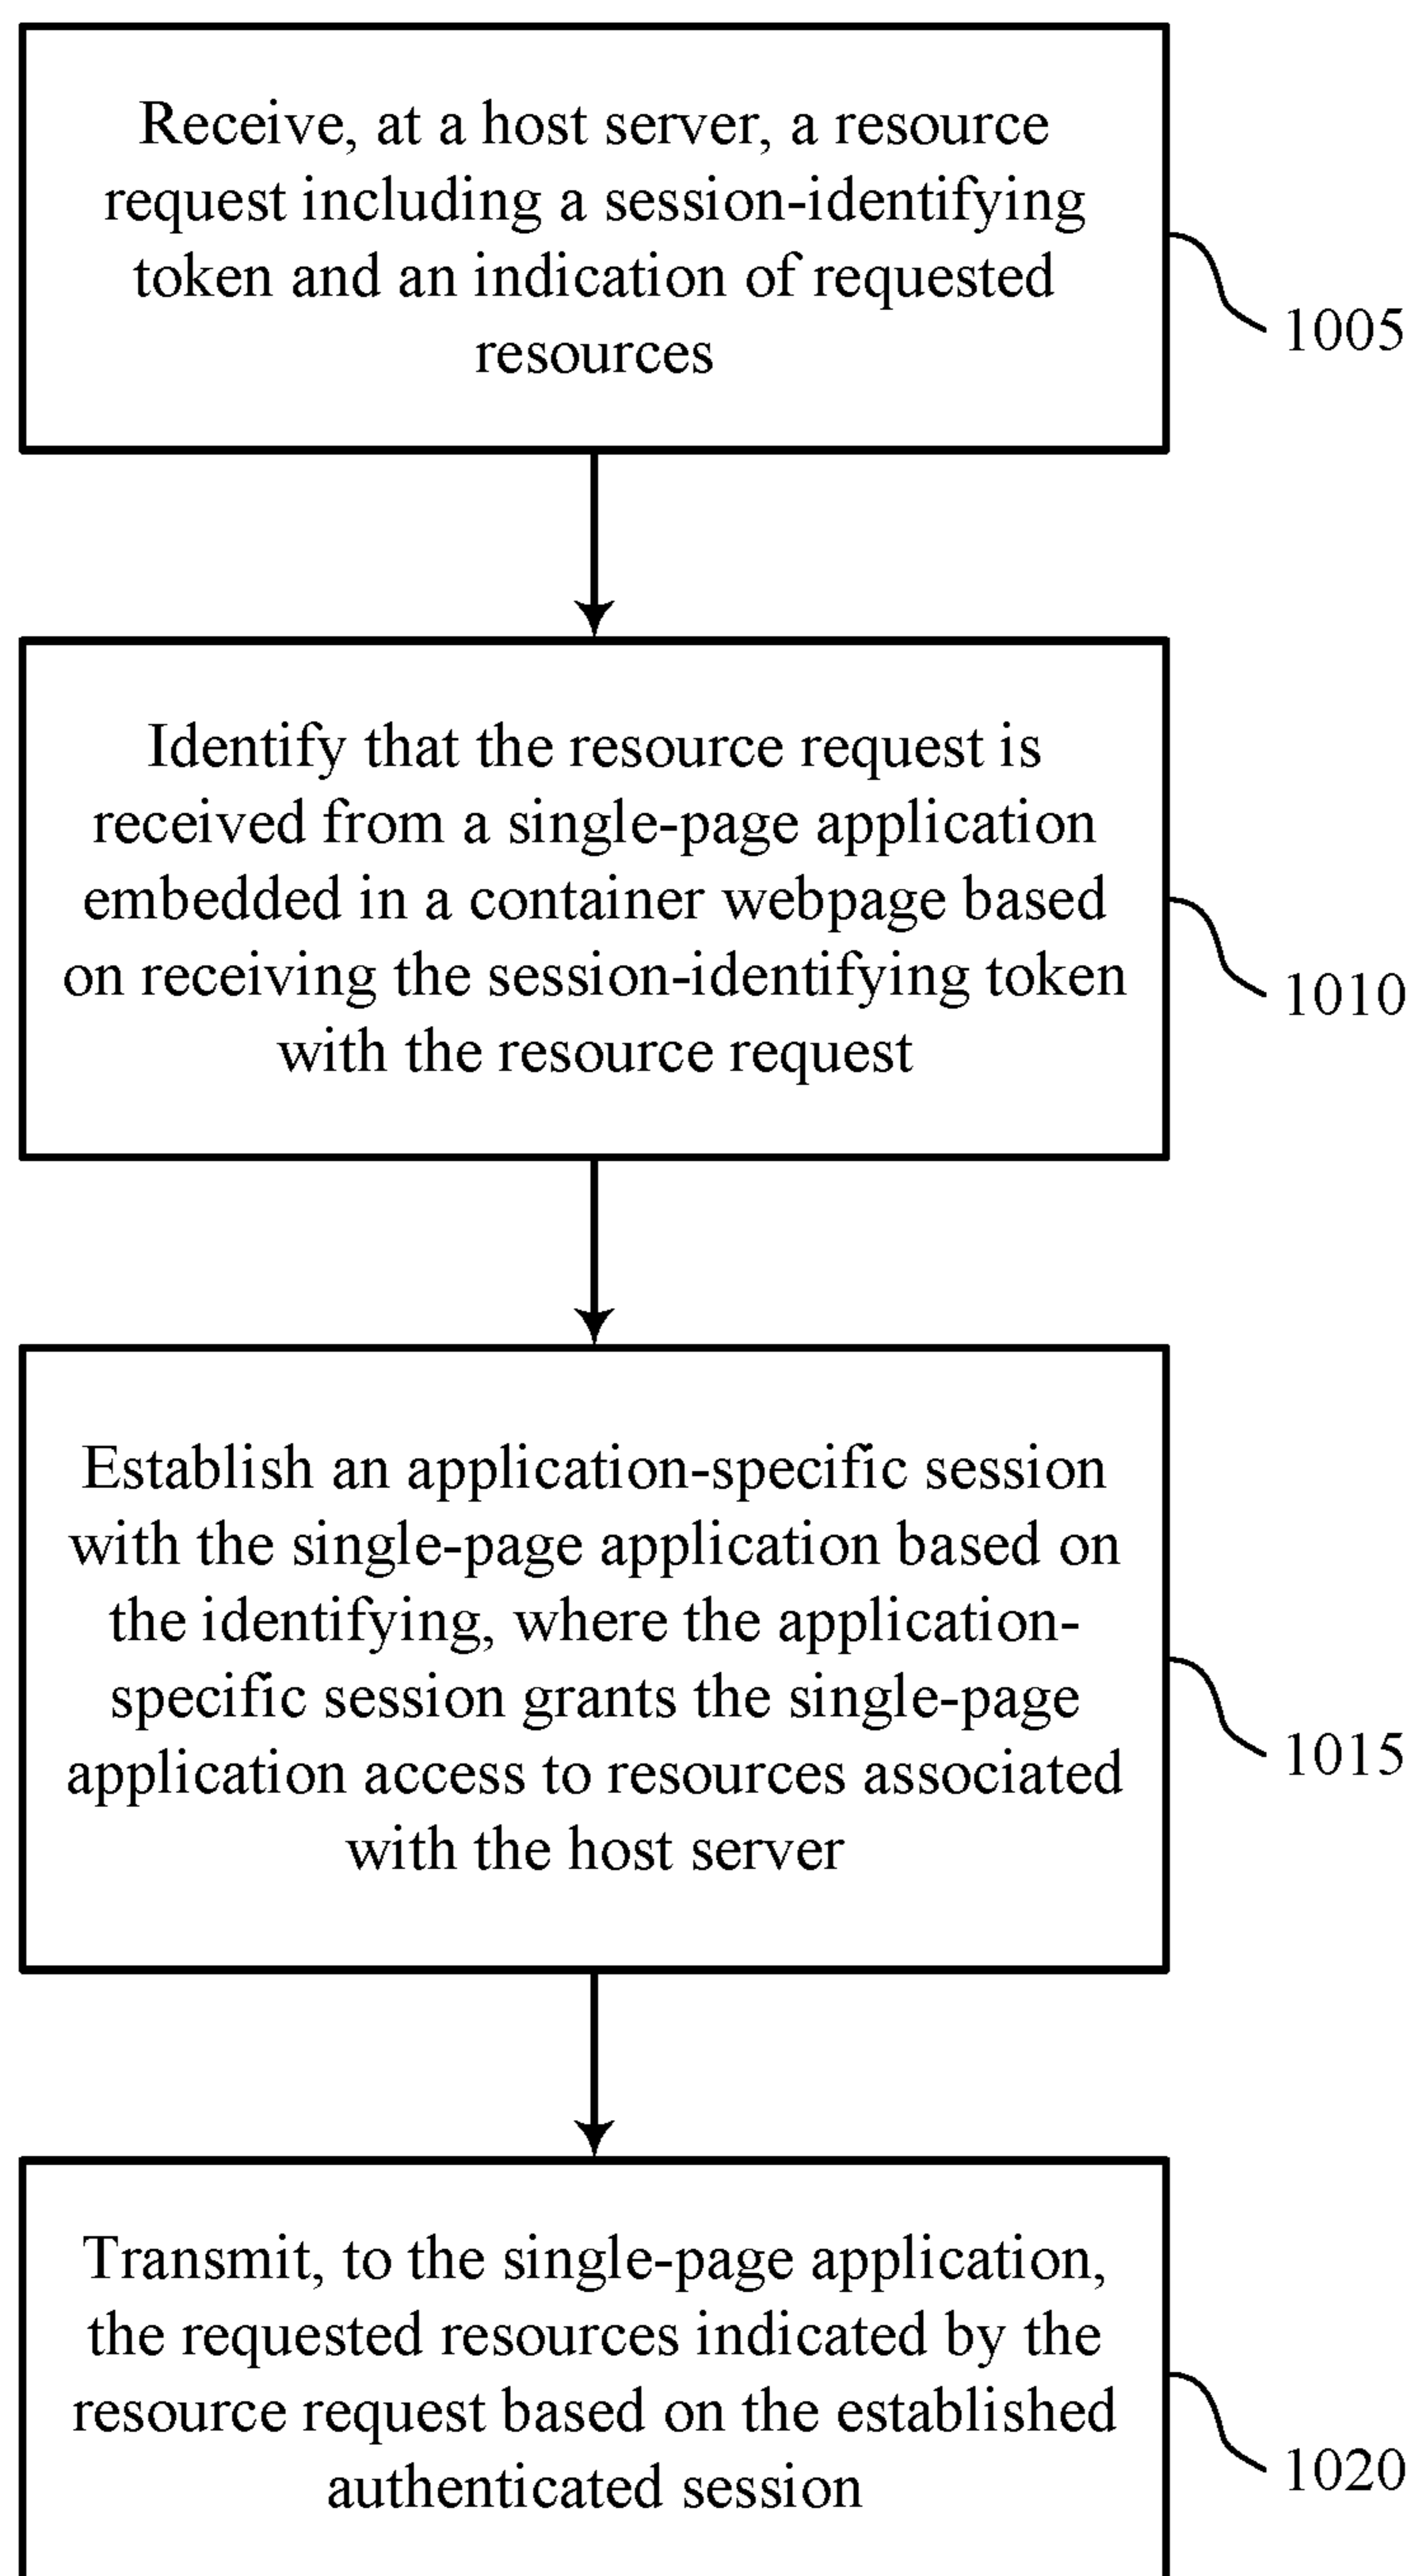 Receive, at a host server, a resource
request including a session-identifying
token and an indication of requested
resources
1005
Identify that the resource request is
received from a single-page application
embedded in a container webpage based
on receiving the session-identifying token
with the resource request
1010
Establish an application-specific session
with the single-page application based on
the identifying, where the application-
specific session grants the single-page
application access to resources associated
with the host server
1015
Transmit, to the single-page application,
the requested resources indicated by the
resource request based on the established
authenticated session
1020